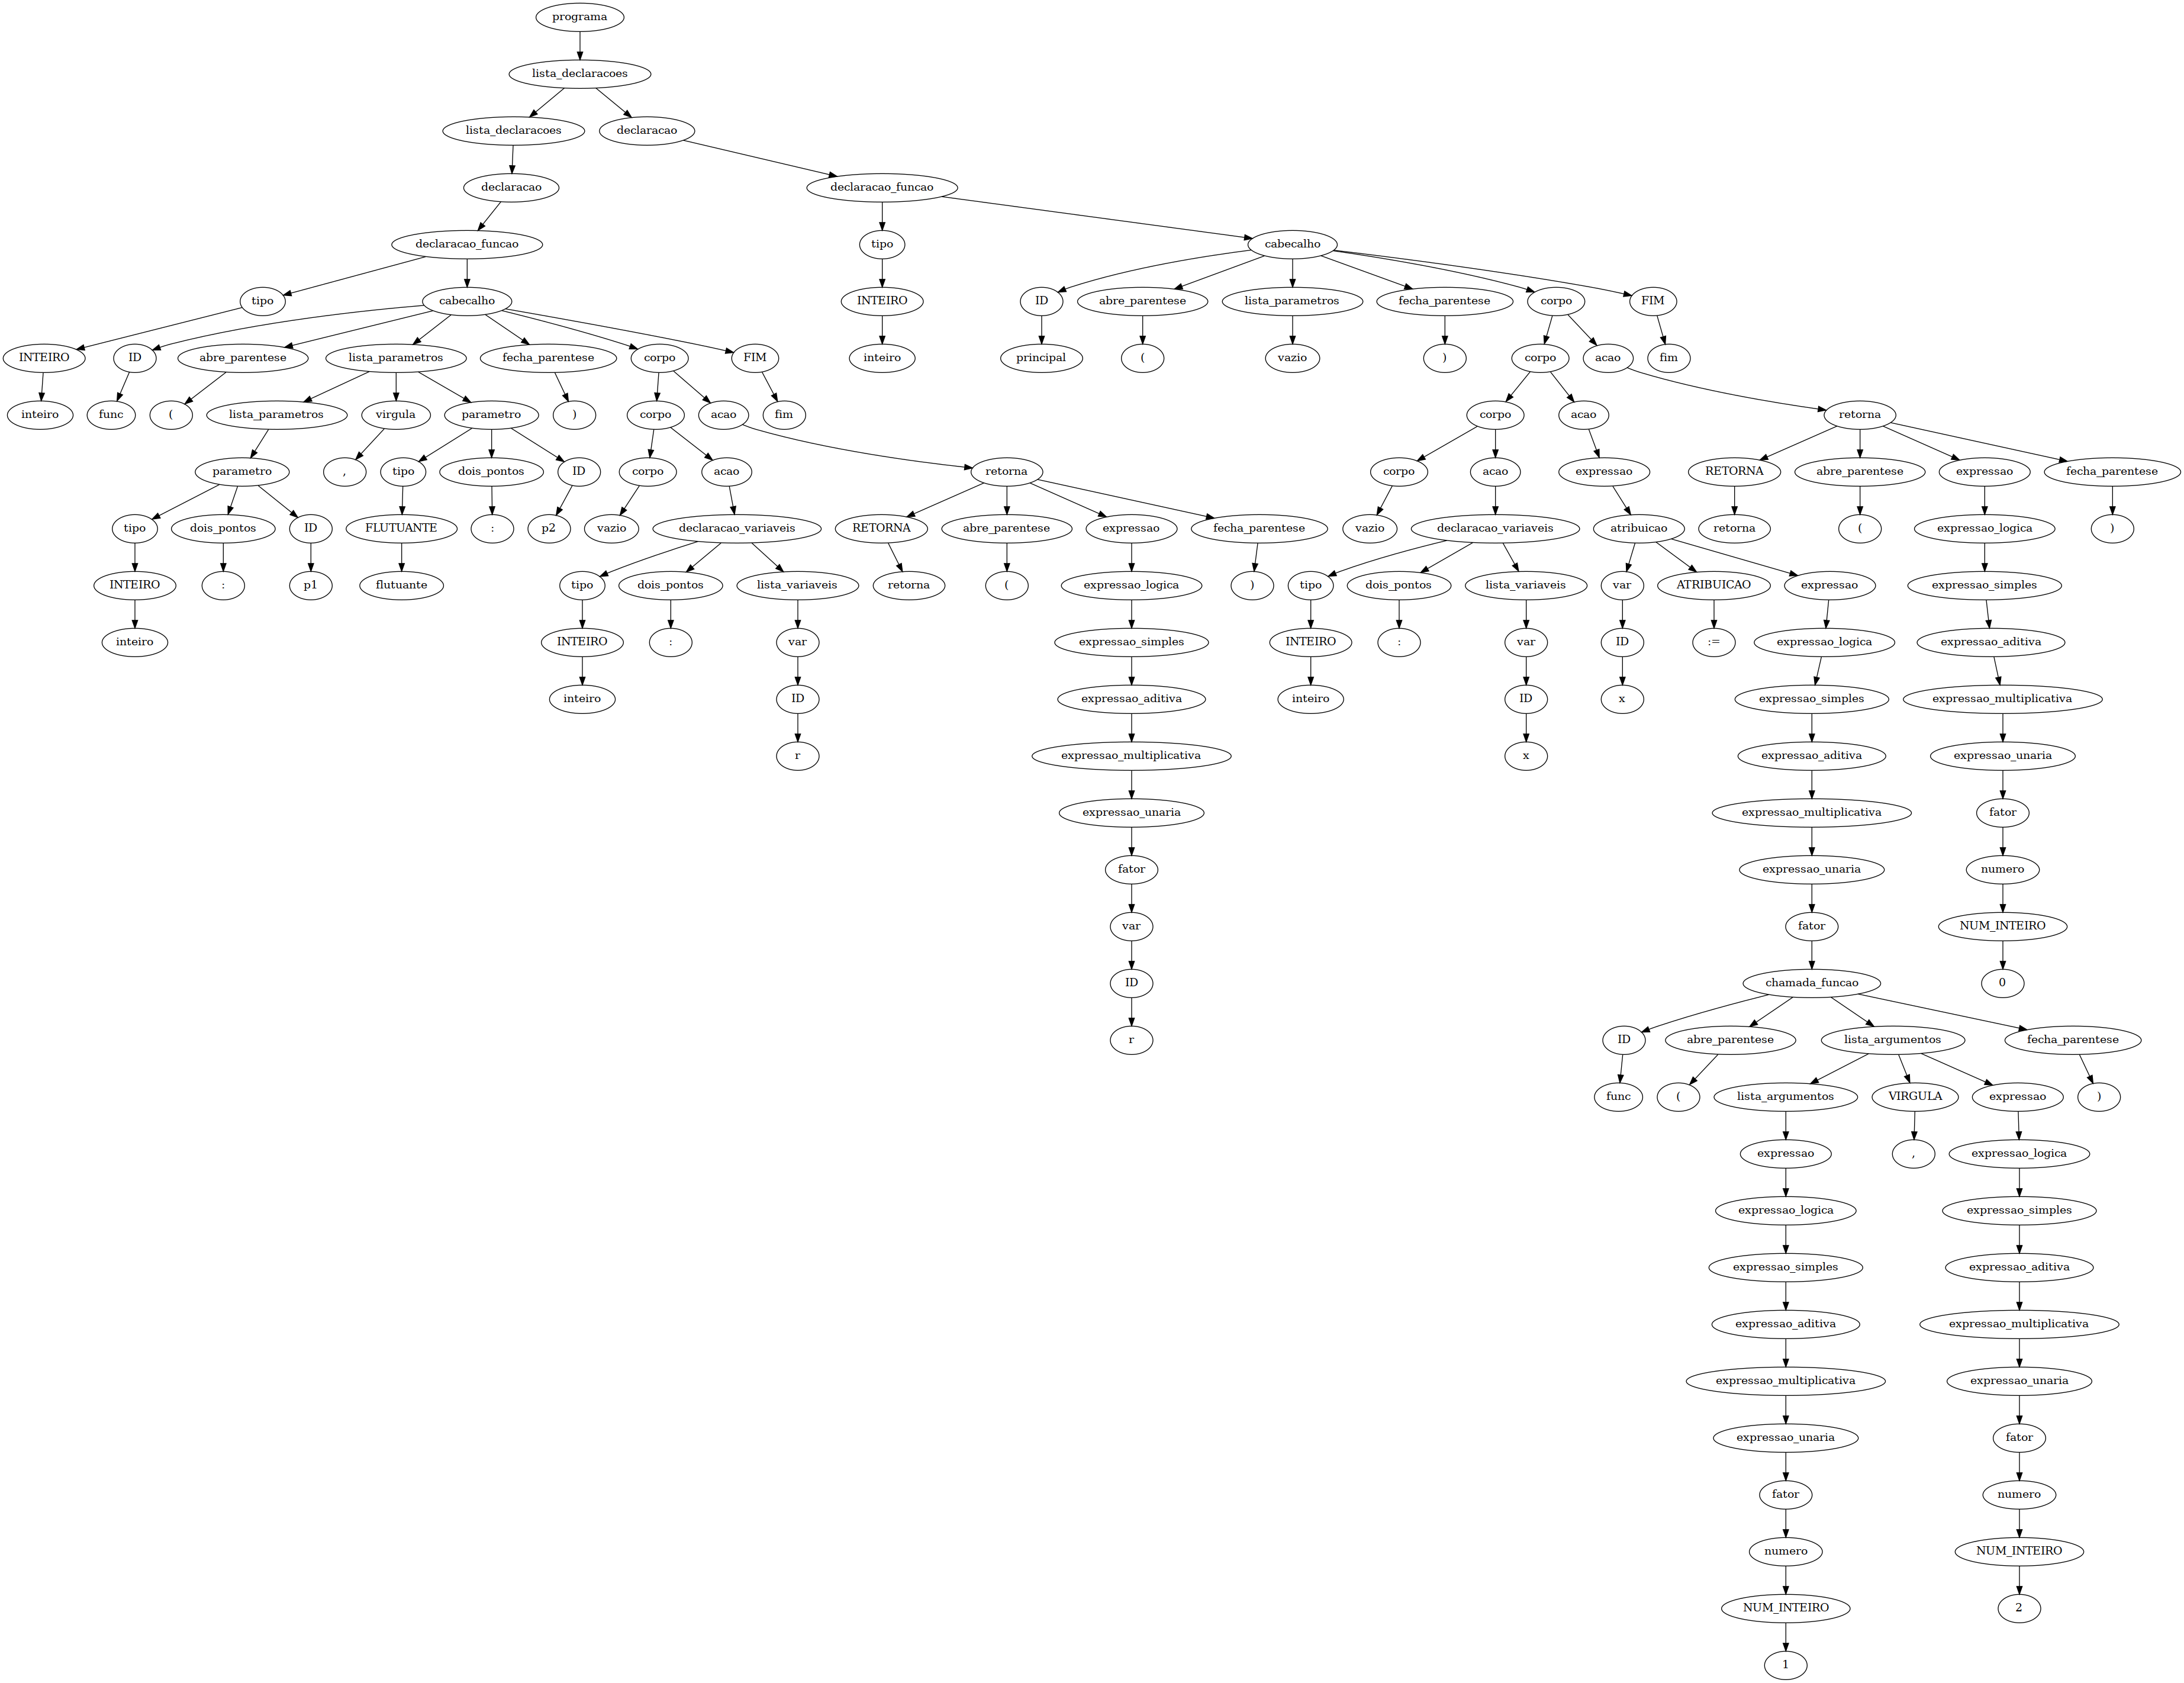 programa
lista_declaracoes
lista_declaracoes declaracao
declaracao declaracao_funcao
declaracao_funcao tipo cabecalho
tipo cabecalho INTEIRO ID abre_parentese lista_parametros fecha_parentese corpo FIM
INTEIRO ID abre_parentese lista_parametros fecha_parentese corpo FIM inteiro principal ( vazio ) corpo acao fim
inteiro func ( lista_parametros virgula parametro ) corpo acao fim corpo acao retorna
parametro , tipo dois_pontos ID corpo acao retorna corpo acao expressao RETORNA abre_parentese expressao fecha_parentese
tipo dois_pontos ID FLUTUANTE : p2 vazio declaracao_variaveis RETORNA abre_parentese expressao fecha_parentese vazio declaracao_variaveis atribuicao retorna ( expressao_logica )
INTEIRO : p1 flutuante tipo dois_pontos lista_variaveis retorna ( expressao_logica ) tipo dois_pontos lista_variaveis var ATRIBUICAO expressao expressao_simples
inteiro INTEIRO : var expressao_simples INTEIRO : var ID := expressao_logica expressao_aditiva
inteiro ID expressao_aditiva inteiro ID x expressao_simples expressao_multiplicativa
r expressao_multiplicativa x expressao_aditiva expressao_unaria
expressao_unaria expressao_multiplicativa fator
fator expressao_unaria numero
var fator NUM_INTEIRO
ID chamada_funcao 0
r ID abre_parentese lista_argumentos fecha_parentese
func ( lista_argumentos VIRGULA expressao )
expressao , expressao_logica
expressao_logica expressao_simples
expressao_simples expressao_aditiva
expressao_aditiva expressao_multiplicativa
expressao_multiplicativa expressao_unaria
expressao_unaria fator
fator numero
numero NUM_INTEIRO
NUM_INTEIRO 2
1